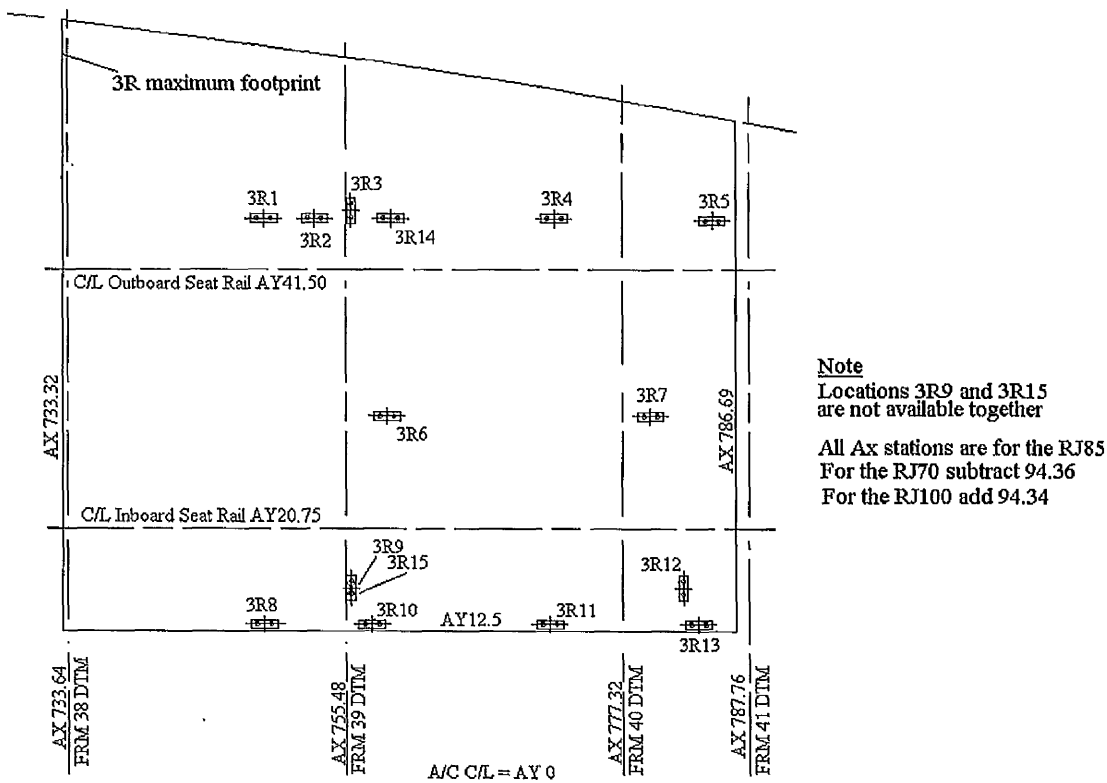 3R maximum footprint
3R1
3R2
3R3
3R14
3R4
3R5
C/L Outboard Seat Rail AY41.50
AX 733.32
3R6
3R7
AX 786.69
Note
Locations 3R9 and 3R15
are not available together
All Ax stations are for the RJ85
For the RJ70 subtract 94.36
For the RJ100 add 94.34
C/L Inboard Seat Rail AY20.75
3R9
3R15
3R12
3R8
3R10
AY12.5
3R11
3R13
AX 733.64
FRM 38 DTM
AX 755.48
FRM 39 DTM
AX 777.32
FRM 40 DTM
AX 787.76
FRM 41 DTM
A/C C/L = AY 0